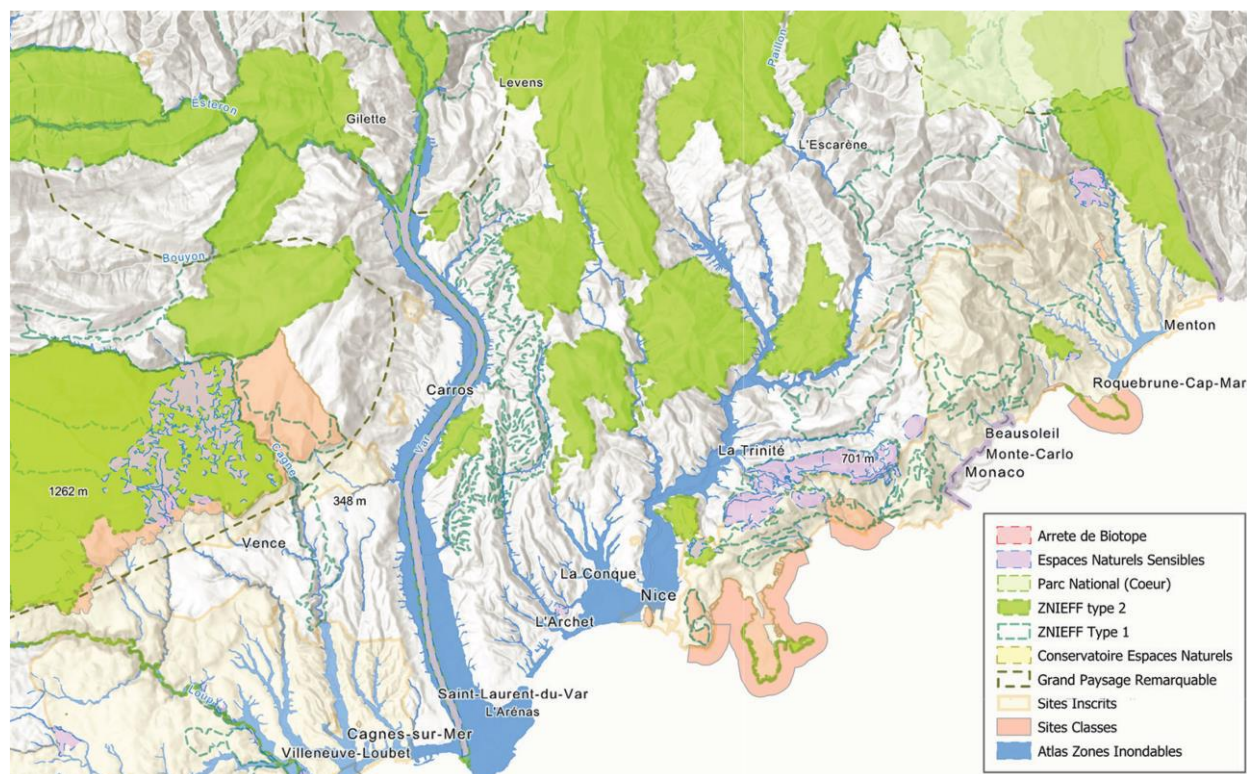 Paillon
Levens
Esteron
Gilette
L'Escarène
Bouyon
Menton
Carros
Roquebrune-Cap-Mar
Var
Beausoleil
La Trinité
Monte-Carlo
701 m
Monaco
Cagne
1262 m
348 m
Vence
La Conque
Nice
L'Archet
Loup
Saint-Laurent-du-Var
L'Arénas
Cagnes-sur-Mer
Villeneuve-Loubet
Arrete de Biotope
Espaces Naturels Sensibles
Parc National (Coeur)
ZNIEFF type 2
ZNIEFF Type 1
Conservatoire Espaces Naturels
Grand Paysage Remarquable
Sites Inscrits
Sites Classes
Atlas Zones Inondables